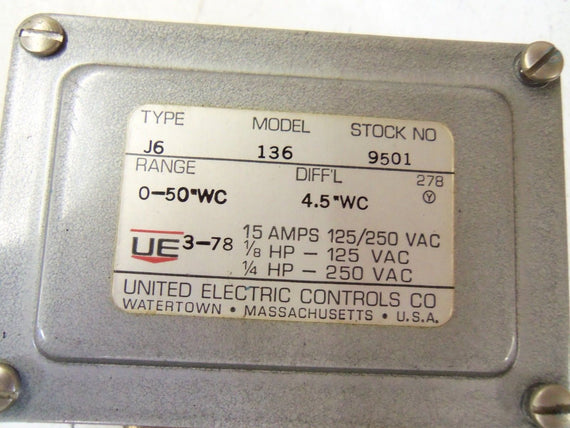 TYPE MODEL STOCK NO
J6 136 9501
RANGE DIFF'L 278
0-50"WC 4.5"WC Y
UE 3-78 15 AMPS 125/250 VAC
1/8 HP - 125 VAC
1/4 HP - 250 VAC
UNITED ELECTRIC CONTROLS CO
WATERTOWN • MASSACHUSETTS • U.S.A.